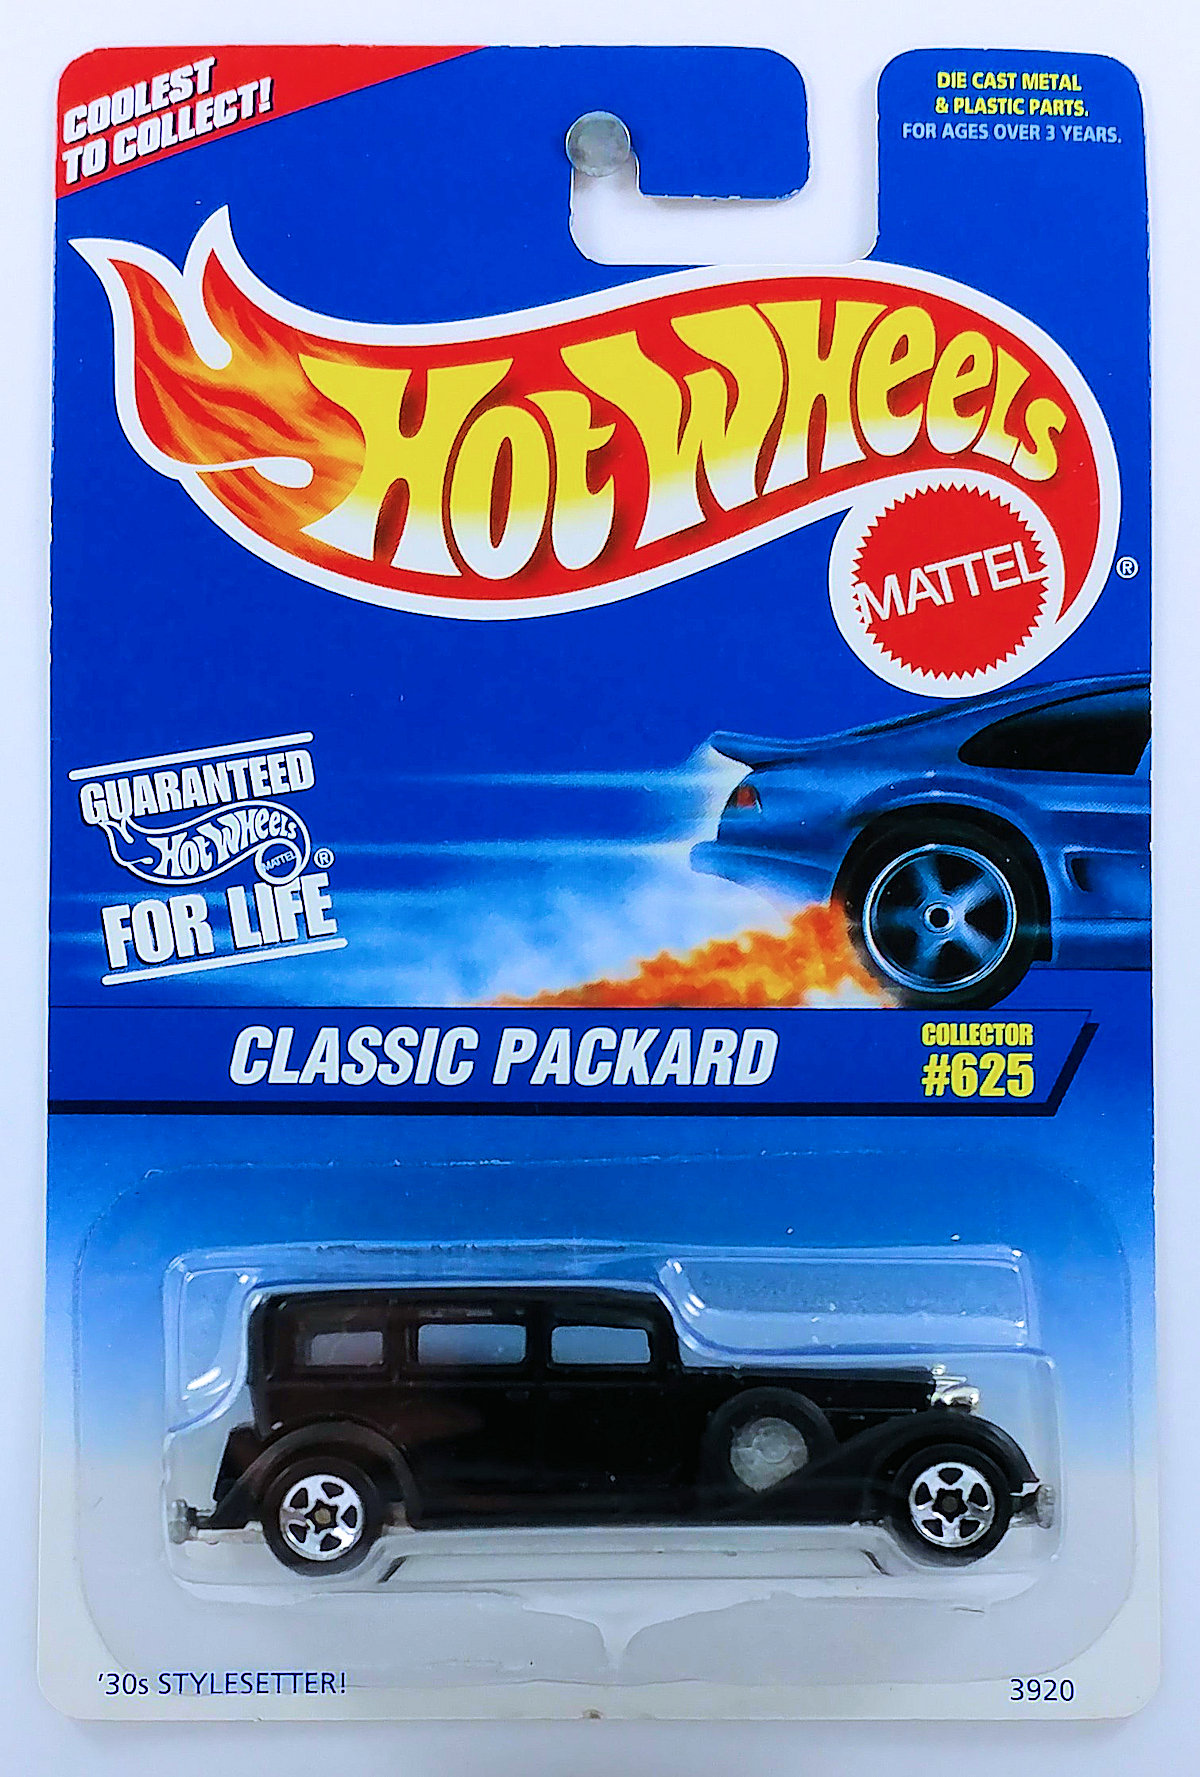 COOLEST
TO COLLECT!
DIE CAST METAL
& PLASTIC PARTS.
FOR AGES OVER 3 YEARS.
HOT WHEELS
MATTEL
®
GUARANTEED
HOT WHEELS
MATTEL ®
FOR LIFE
CLASSIC PACKARD
COLLECTOR
#625
'30s STYLESETTER!
3920